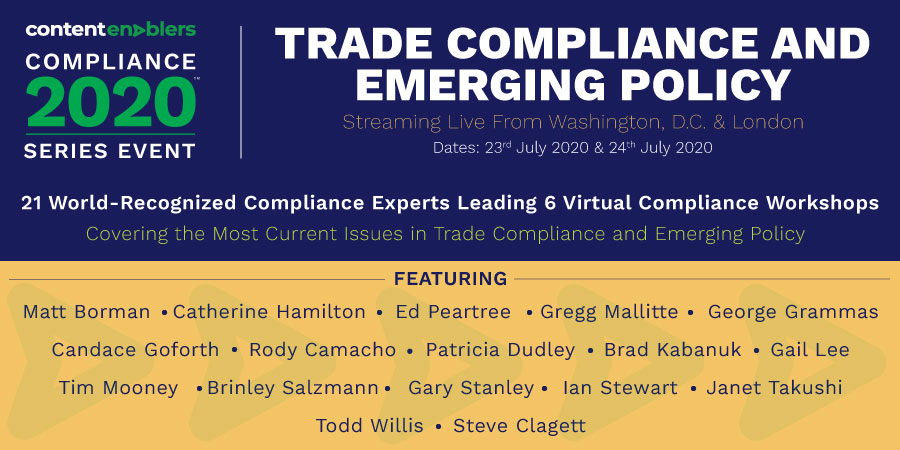 contentenablers
COMPLIANCE
2020™
SERIES EVENT
TRADE COMPLIANCE AND
EMERGING POLICY
Streaming Live From Washington, D.C. & London
Dates: 23rd July 2020 & 24th July 2020
21 World-Recognized Compliance Experts Leading 6 Virtual Compliance Workshops
Covering the Most Current Issues in Trade Compliance and Emerging Policy
FEATURING
Matt Borman • Catherine Hamilton • Ed Peartree • Gregg Mallitte • George Grammas
Candace Goforth • Rody Camacho • Patricia Dudley • Brad Kabanuk • Gail Lee
Tim Mooney • Brinley Salzmann • Gary Stanley • Ian Stewart • Janet Takushi
Todd Willis • Steve Clagett